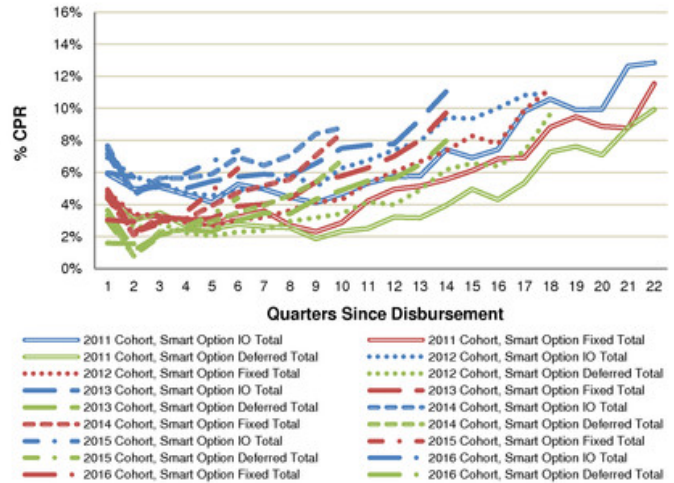 16%
14%
12%
10%
8%
6%
4%
2%
0%
% CPR
1 2 3 4 5 6 7 8 9 10 11 12 13 14 15 16 17 18 19 20 21 22
Quarters Since Disbursement
2011 Cohort, Smart Option IO Total
2011 Cohort, Smart Option Fixed Total
2011 Cohort, Smart Option Deferred Total
2012 Cohort, Smart Option IO Total
2012 Cohort, Smart Option Fixed Total
2012 Cohort, Smart Option Deferred Total
2013 Cohort, Smart Option IO Total
2013 Cohort, Smart Option Fixed Total
2013 Cohort, Smart Option Deferred Total
2014 Cohort, Smart Option IO Total
2014 Cohort, Smart Option Fixed Total
2014 Cohort, Smart Option Deferred Total
2015 Cohort, Smart Option IO Total
2015 Cohort, Smart Option Fixed Total
2015 Cohort, Smart Option Deferred Total
2016 Cohort, Smart Option IO Total
2016 Cohort, Smart Option Fixed Total
2016 Cohort, Smart Option Deferred Total